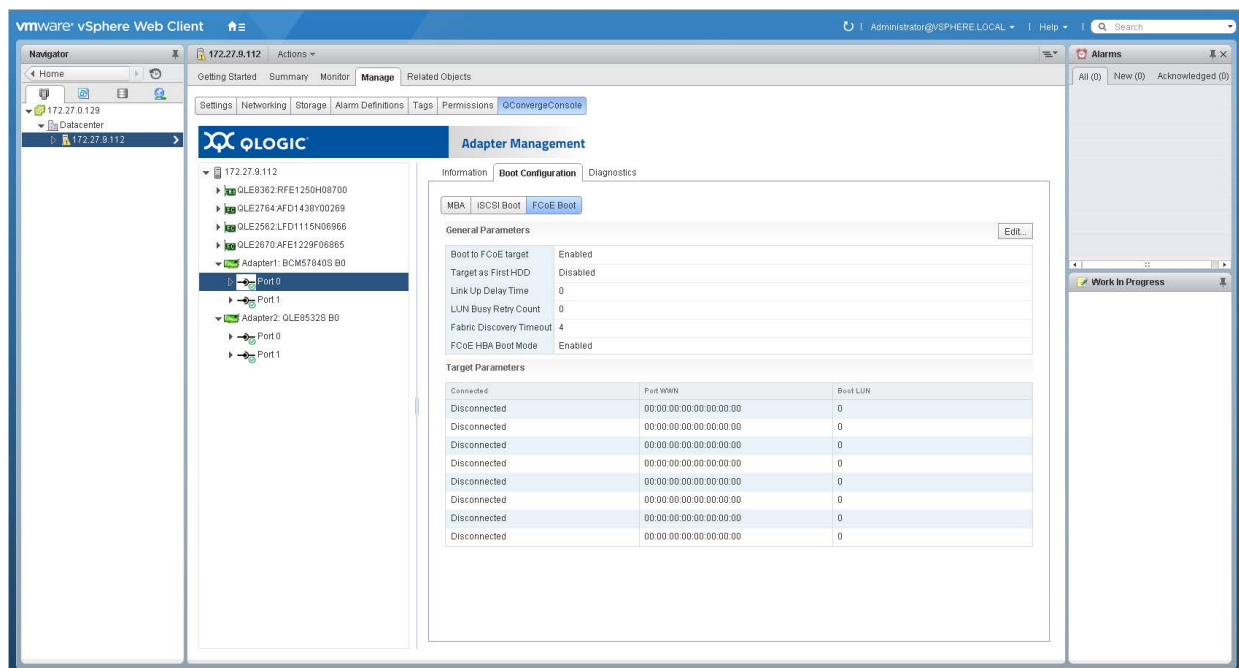 vmware® vSphere Web Client
Administrator@VSPHERE.LOCAL
Help
Search
Navigator
Home
172.27.0.129
Datacenter
172.27.9.112
172.27.9.112 Actions
Getting Started Summary Monitor Manage Related Objects
Settings Networking Storage Alarm Definitions Tags Permissions QConvergeConsole
QLOGIC
Adapter Management
172.27.9.112
QLE8362:RFE1250H08700
QLE2764:AFD1438Y00269
QLE2562:LFD1115N06966
QLE2670:AFE1229F06865
Adapter1: BCM57840S B0
Port 0
Port 1
Adapter2: QLE8532S B0
Port 0
Port 1
Information Boot Configuration Diagnostics
MBA iSCSI Boot FCoE Boot
General Parameters
Edit...
Boot to FCoE target Enabled
Target as First HDD Disabled
Link Up Delay Time 0
LUN Busy Retry Count 0
Fabric Discovery Timeout 4
FCoE HBA Boot Mode Enabled
Target Parameters
Connected Port WWN Boot LUN
Disconnected 00:00:00:00:00:00:00:00 0
Disconnected 00:00:00:00:00:00:00:00 0
Disconnected 00:00:00:00:00:00:00:00 0
Disconnected 00:00:00:00:00:00:00:00 0
Disconnected 00:00:00:00:00:00:00:00 0
Disconnected 00:00:00:00:00:00:00:00 0
Disconnected 00:00:00:00:00:00:00:00 0
Disconnected 00:00:00:00:00:00:00:00 0
Alarms
All (0) New (0) Acknowledged (0)
Work In Progress